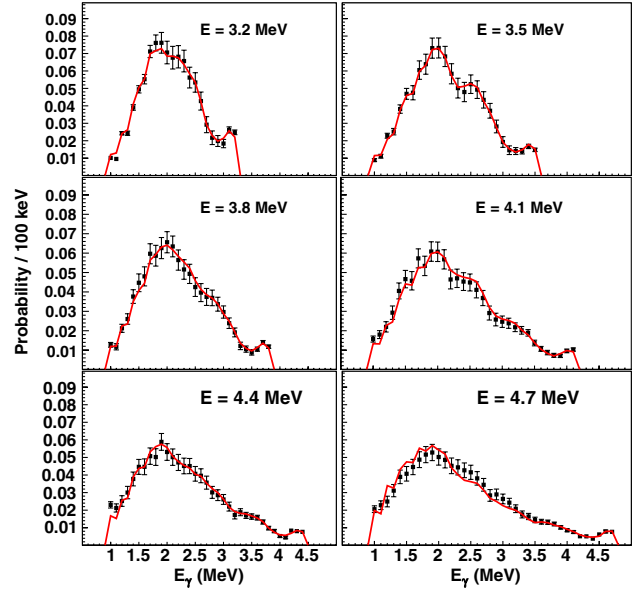 E = 3.2 MeV
E = 3.5 MeV
0.09
0.08
0.07
0.06
0.05
0.04
0.03
0.02
0.01
E = 3.8 MeV
E = 4.1 MeV
0.09
0.08
0.07
0.06
0.05
0.04
0.03
0.02
0.01
Probability / 100 keV
E = 4.4 MeV
E = 4.7 MeV
0.09
0.08
0.07
0.06
0.05
0.04
0.03
0.02
0.01
1 1.5 2 2.5 3 3.5 4 4.5
1 1.5 2 2.5 3 3.5 4 4.5
Eγ (MeV)
Eγ (MeV)